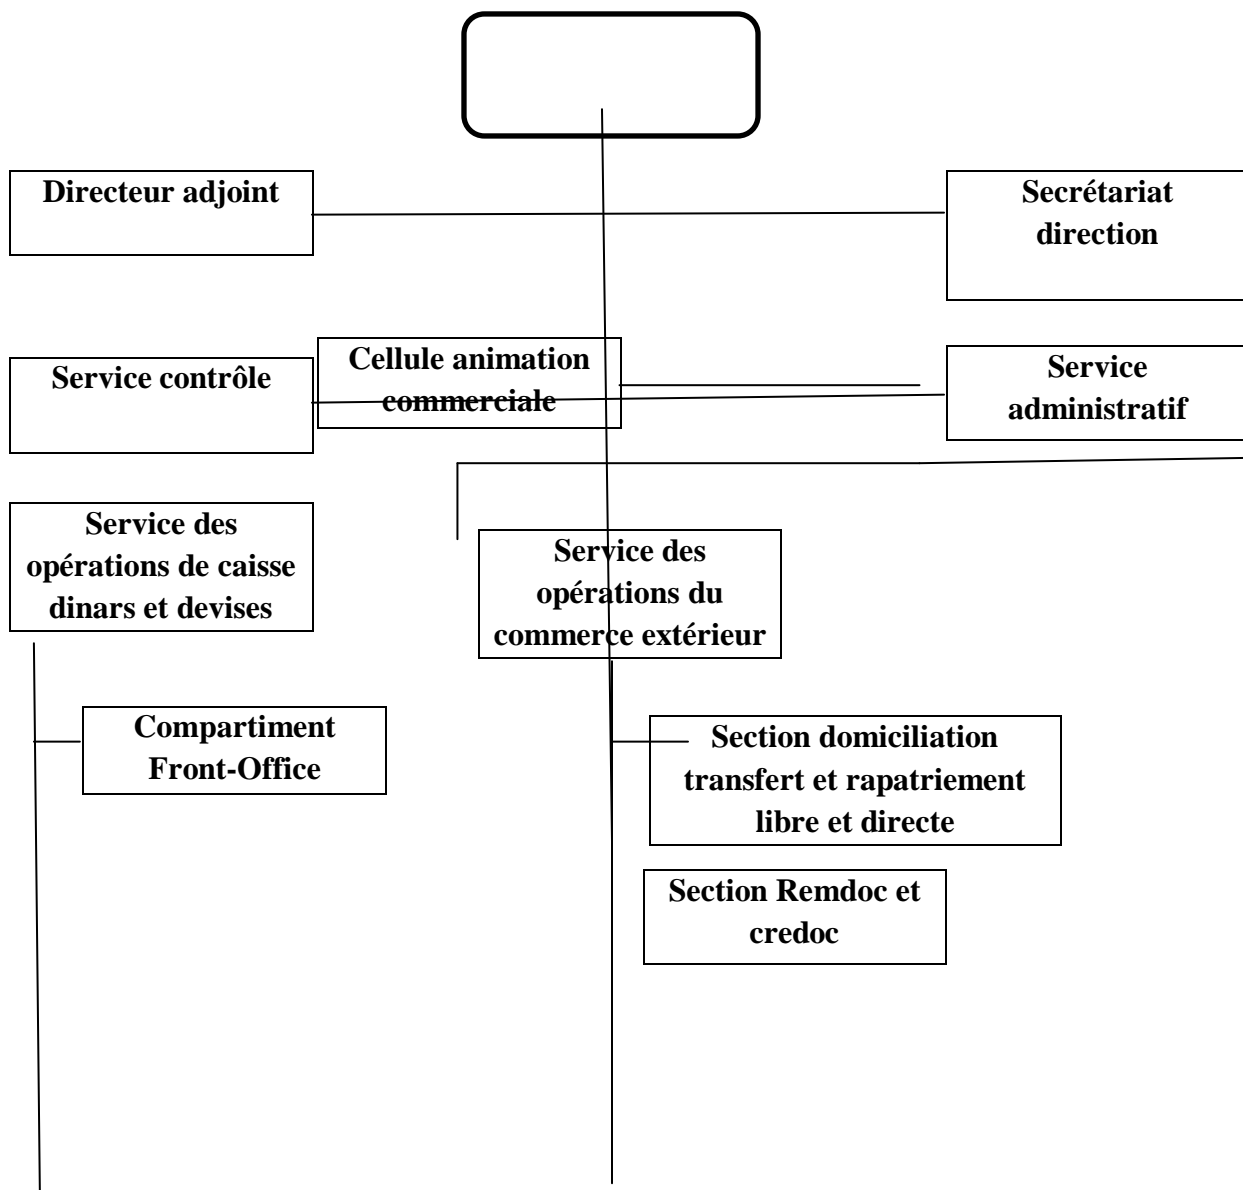 Directeur adjoint
Secrétariat
direction
Service contrôle
Cellule animation
commerciale
Service
administratif
Service des
opérations de caisse
dinars et devises
Service des
opérations du
commerce extérieur
Compartiment
Front-Office
Section domiciliation
transfert et rapatriement
libre et directe
Section Remdoc et
credoc